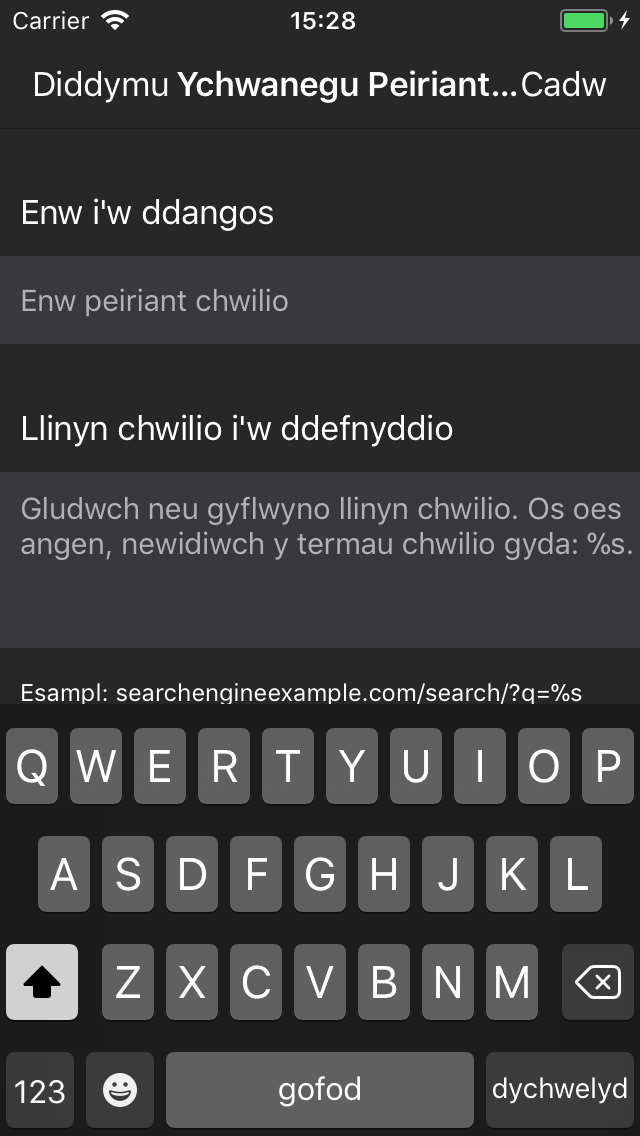 Carrier 15:28
Diddymu Ychwanegu Peiriant... Cadw
Enw i'w ddangos
Enw peiriant chwilio
Llinyn chwilio i'w ddefnyddio
Gludwch neu gyflwyno llinyn chwilio. Os oes
angen, newidiwch y termau chwilio gyda: %s.
Esampl: searchengineexample.com/search/?q=%s
Q W E R T Y U I O P
A S D F G H J K L
Z X C V B N M
123 gofod dychwelyd